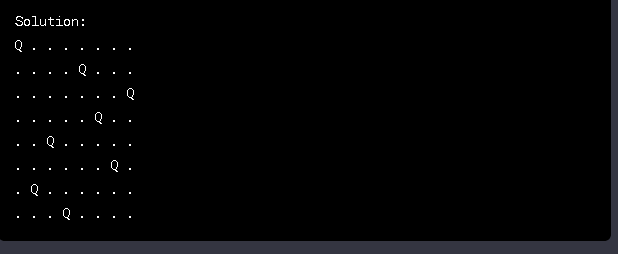 Solution:
Q . . . . . . .
. . . . Q . . .
. . . . . . . Q
. . . . . Q . .
. . Q . . . . .
. . . . . . Q .
. Q . . . . . .
. . . Q . . . .